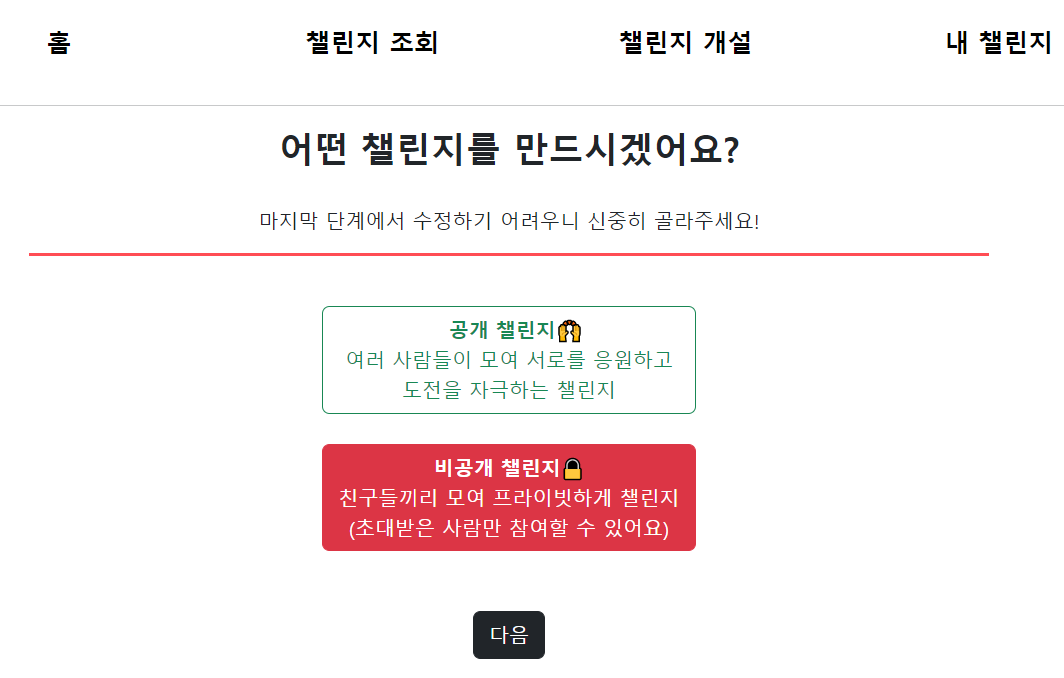 홈 챌린지 조회 챌린지 개설 내 챌린지
어떤 챌린지를 만드시겠어요?
마지막 단계에서 수정하기 어려우니 신중히 골라주세요!
공개 챌린지🙌
여러 사람들이 모여 서로를 응원하고
도전을 자극하는 챌린지
비공개 챌린지🔒
친구들끼리 모여 프라이빗하게 챌린지
(초대받은 사람만 참여할 수 있어요)
다음